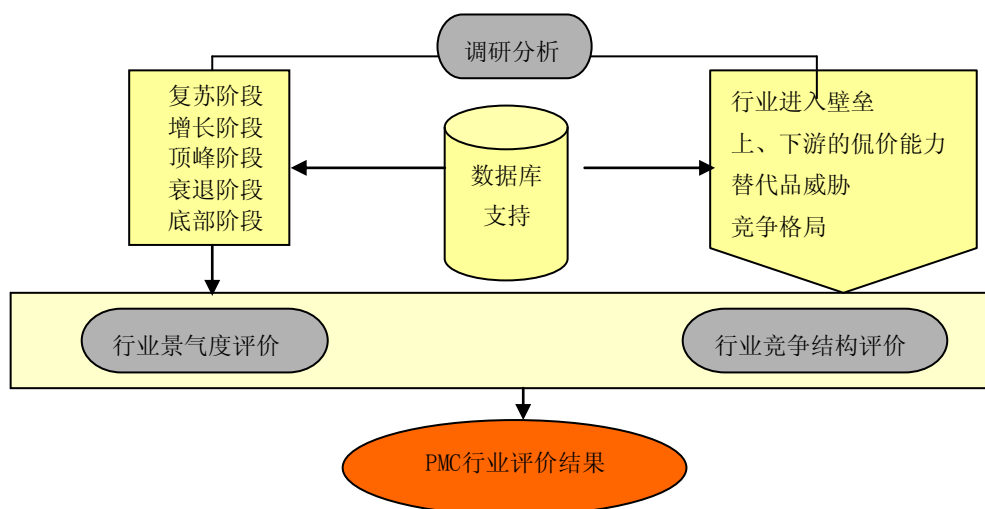 调研分析
复苏阶段
增长阶段
顶峰阶段
衰退阶段
底部阶段
数据库
支持
行业进入壁垒
上、下游的侃价能力
替代品威胁
竞争格局
行业景气度评价
行业竞争结构评价
PMC行业评价结果